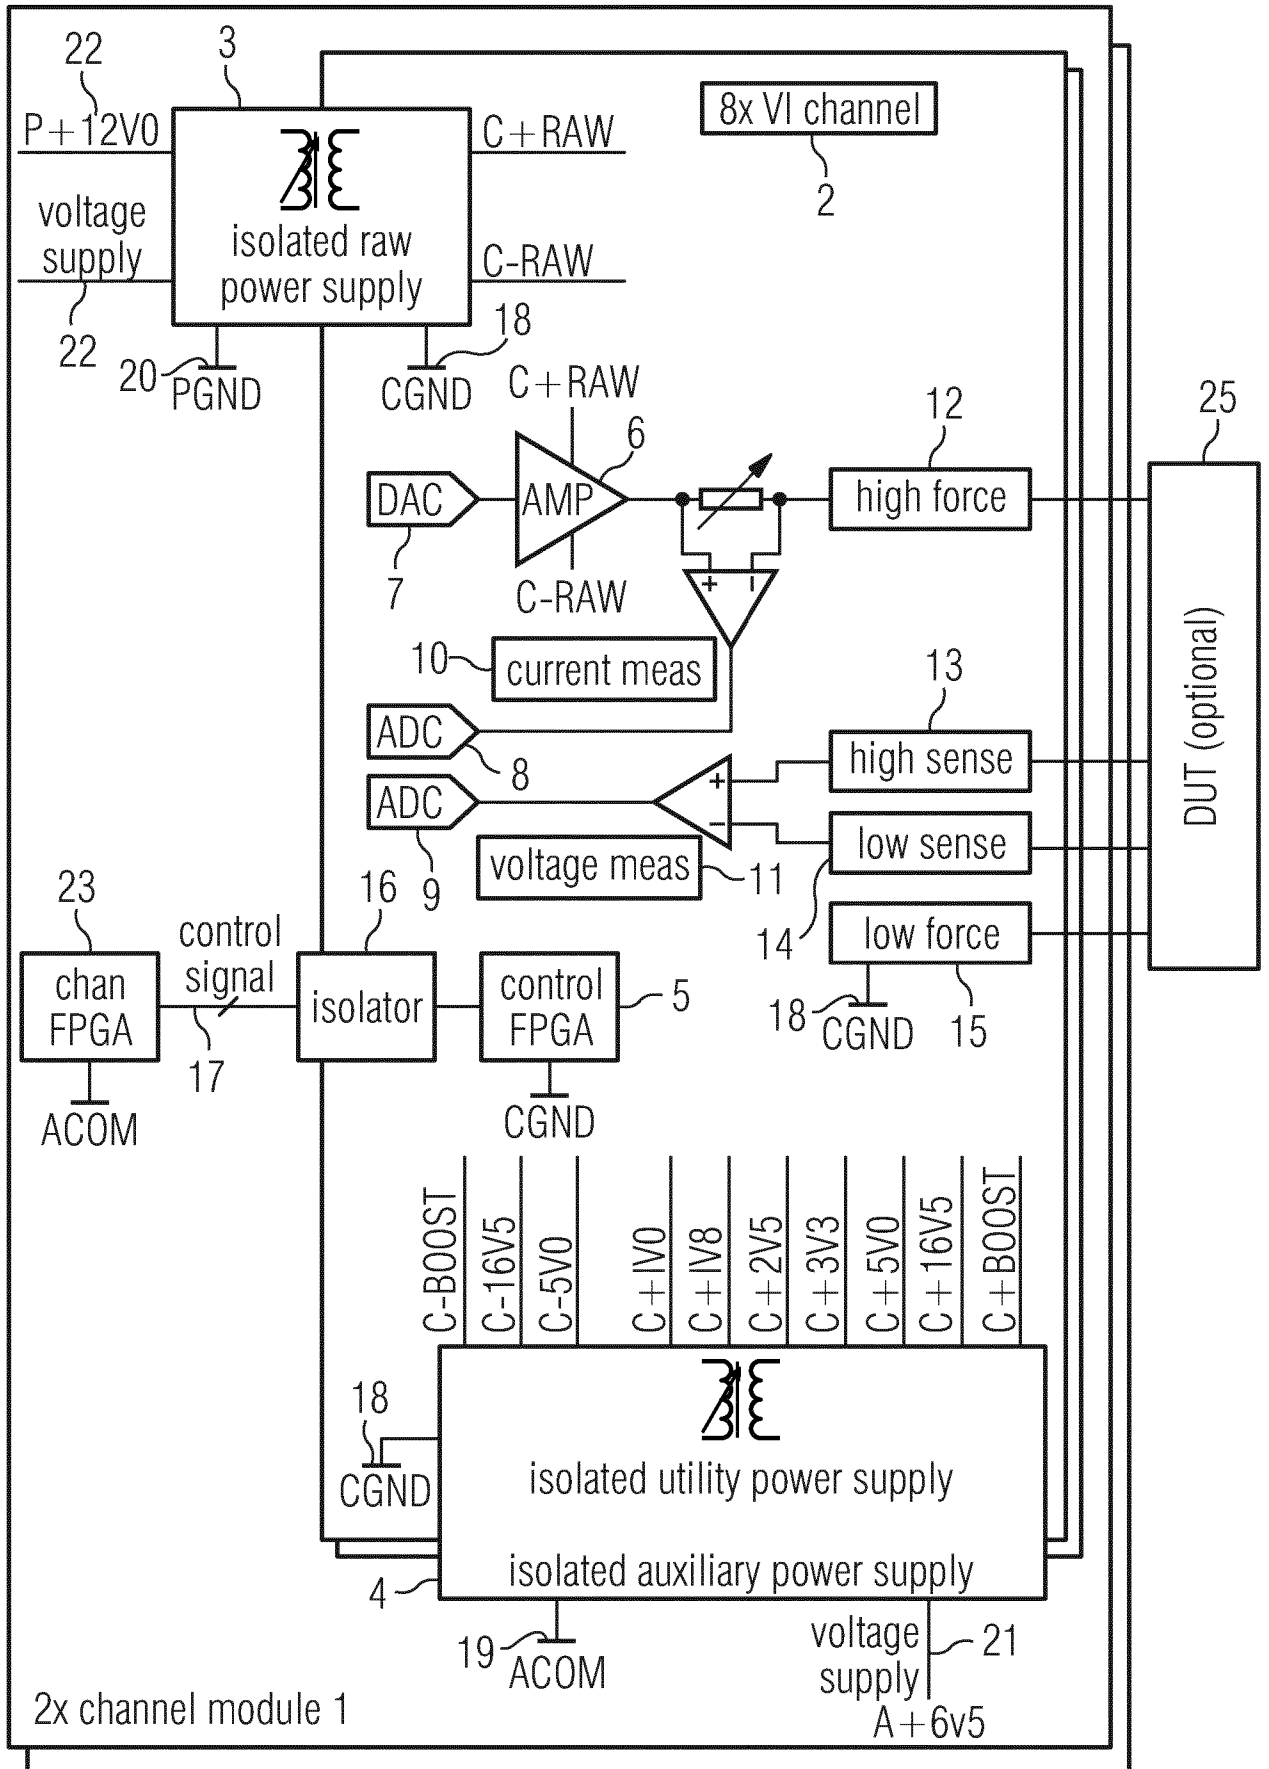 22
3
P+12V0
C+RAW
8x VI channel
2
voltage
supply
isolated raw
power supply
C-RAW
22
20
PGND
18
CGND
C+RAW
6
12
25
DAC
AMP
high force
7
C-RAW
+
−
10
current meas
13
ADC
8
high sense
+
ADC
−
low sense
9
voltage meas
11
14
DUT (optional)
low force
23
control
signal
16
chan
FPGA
17
isolator
control
FPGA
5
18
CGND
15
ACOM
CGND
C-BOOST
C-16V5
C-5V0
C+IV0
C+IV8
C+2V5
C+3V3
C+5V0
C+16V5
C+BOOST
18
CGND
isolated utility power supply
isolated auxiliary power supply
4
19
ACOM
voltage
supply
21
A+6v5
2x channel module 1